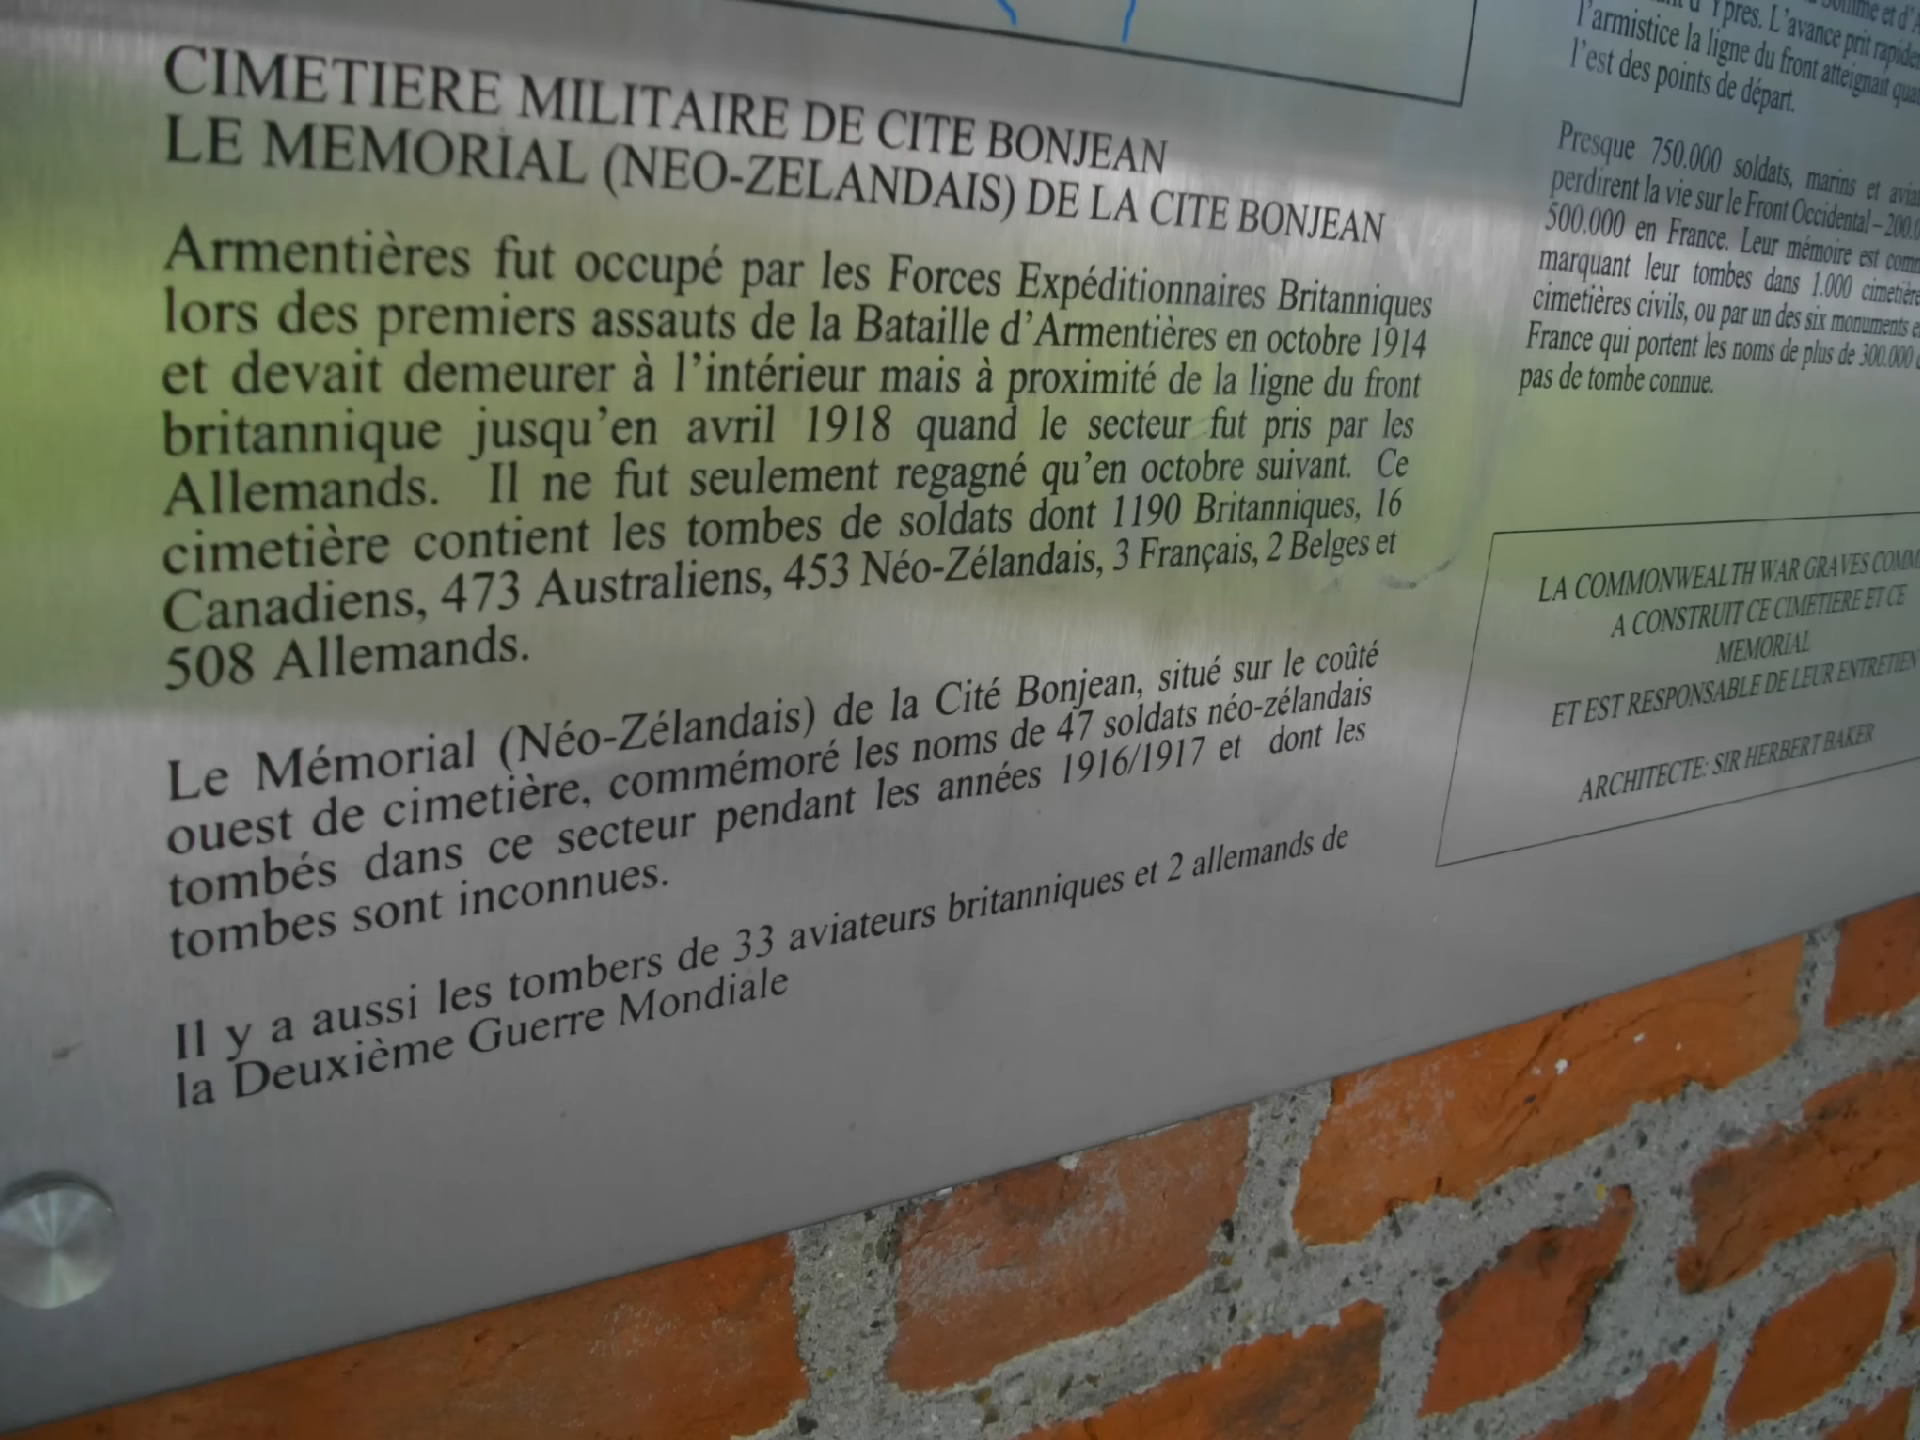 CIMETIERE MILITAIRE DE CITE BONJEAN
LE MEMORIAL (NEO-ZELANDAIS) DE LA CITE BONJEAN
Armentières fut occupé par les Forces Expéditionnaires Britanniques
lors des premiers assauts de la Bataille d'Armentières en octobre 1914
et devait demeurer à l'intérieur mais à proximité de la ligne du front
britannique jusqu'en avril 1918 quand le secteur fut pris par les
Allemands. Il ne fut seulement regagné qu'en octobre suivant. Ce
cimetière contient les tombes de soldats dont 1190 Britanniques, 16
Canadiens, 473 Australiens, 453 Néo-Zélandais, 3 Français, 2 Belges et
508 Allemands.
Le Mémorial (Néo-Zélandais) de la Cité Bonjean, situé sur le coûté
ouest de cimetière, commémoré les noms de 47 soldats néo-zélandais
tombés dans ce secteur pendant les années 1916/1917 et dont les
tombes sont inconnues.
Il y a aussi les tombers de 33 aviateurs britanniques et 2 allemands de
la Deuxième Guerre Mondiale
Somme et
d'Ypres. L'avance prit
l'armistice la ligne du front atteignait
l'est des points de départ.
Presque 750.000 soldats, marins et
perdirent la vie sur le Front Occidental –
500.000 en France. Leur mémoire est
marquant leur tombes dans 1.000
cimetières civils, ou par un des six monuments
France qui portent les noms de plus de 300.000
pas de tombe connue.
LA COMMONWEALTH WAR GRAVES
A CONSTRUIT CE CIMETIERE ET CE
MEMORIAL
ET EST RESPONSABLE DE LEUR ENTRETIEN
ARCHITECTE: SIR HERBERT BAKER